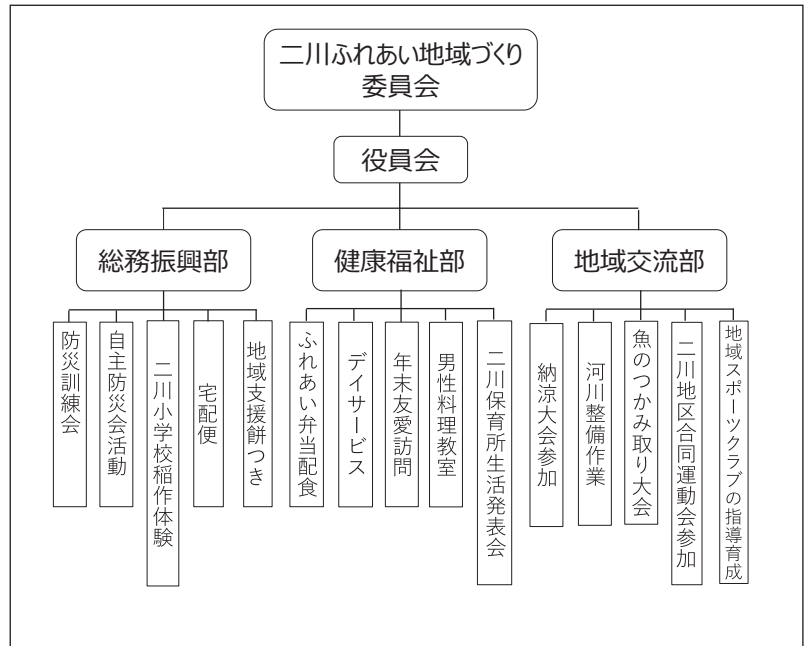 二川ふれあい地域づくり
委員会
役員会
総務振興部
健康福祉部
地域交流部
防災訓練会
自主防災会活動
二川小学校稲作体験
宅配便
地域支援餅つき
ふれあい弁当配食
デイサービス
年末友愛訪問
男性料理教室
二川保育所生活発表会
納涼大会参加
河川整備作業
魚のつかみ取り大会
二川地区合同運動会参加
地域スポーツクラブの指導育成